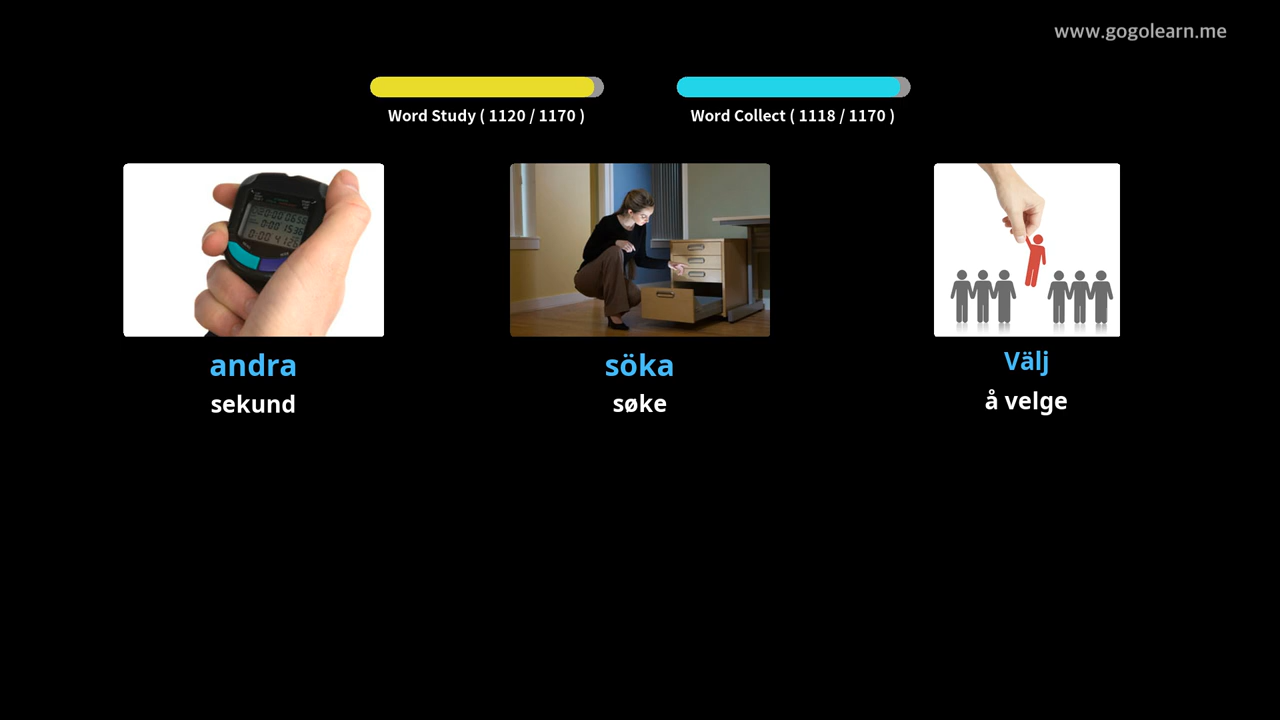 www.gogolearn.me
Word Study ( 1120 / 1170 )
Word Collect ( 1118 / 1170 )
andra
sekund
söka
søke
Välj
å velge